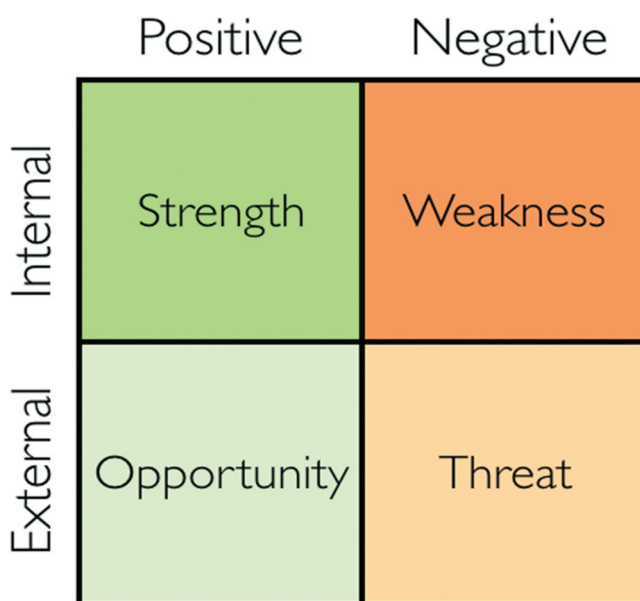 Positive Negative
Internal
Strength Weakness
External
Opportunity Threat